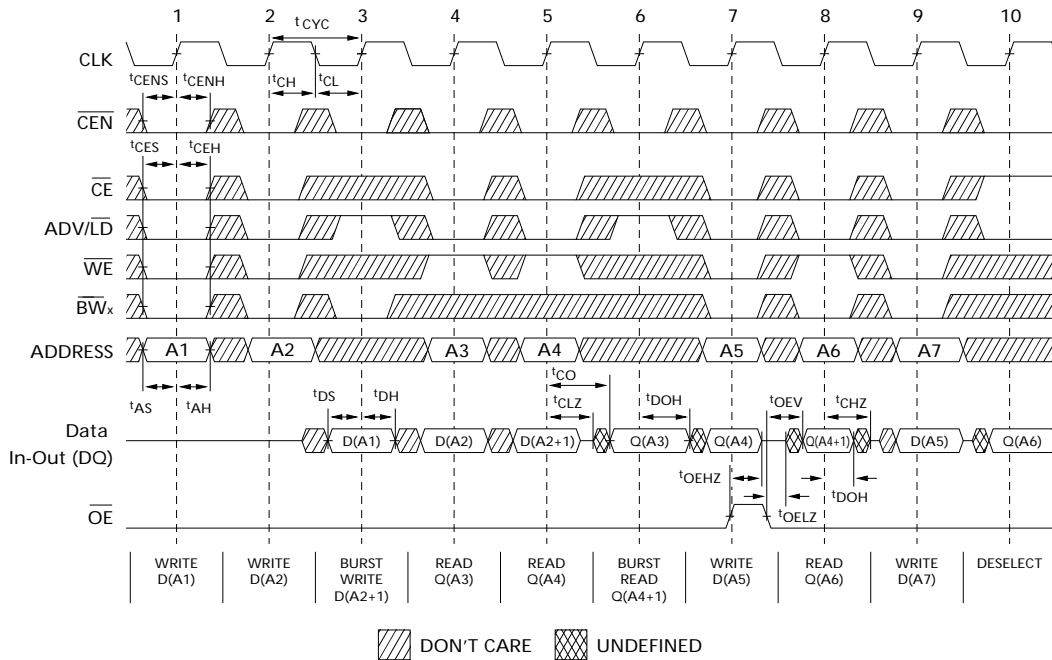 1 2 3 4 5 6 7 8 9 10
tCYC
CLK
tCENS tCENH tCH tCL
CEN
tCES tCEH
CE
ADV/LD
WE
BWx
ADDRESS A1 A2 A3 A4 A5 A6 A7
tAS tAH tDS tDH tCO tCLZ tDOH tOEV tCHZ
Data
In-Out (DQ)
D(A1) D(A2) D(A2+1) Q(A3) Q(A4) Q(A4+1) D(A5) Q(A6)
tOEHZ tDOH
tOELZ
OE
WRITE
D(A1)
WRITE
D(A2)
BURST
WRITE
D(A2+1)
READ
Q(A3)
READ
Q(A4)
BURST
READ
Q(A4+1)
WRITE
D(A5)
READ
Q(A6)
WRITE
D(A7)
DESELECT
DON'T CARE UNDEFINED